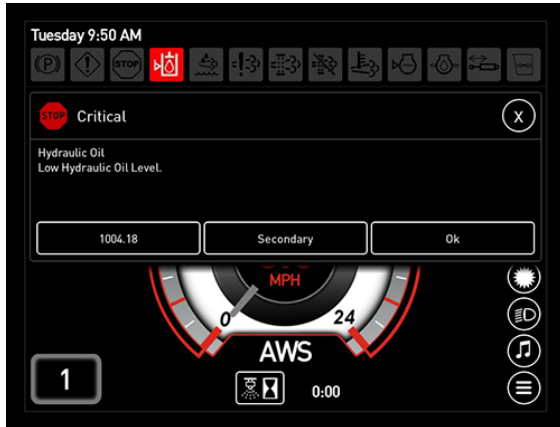 Tuesday 9:50 AM
(P) STOP
STOP Critical X
Hydraulic Oil
Low Hydraulic Oil Level.
1004.18 Secondary Ok
MPH
0 24
AWS
1 0:00